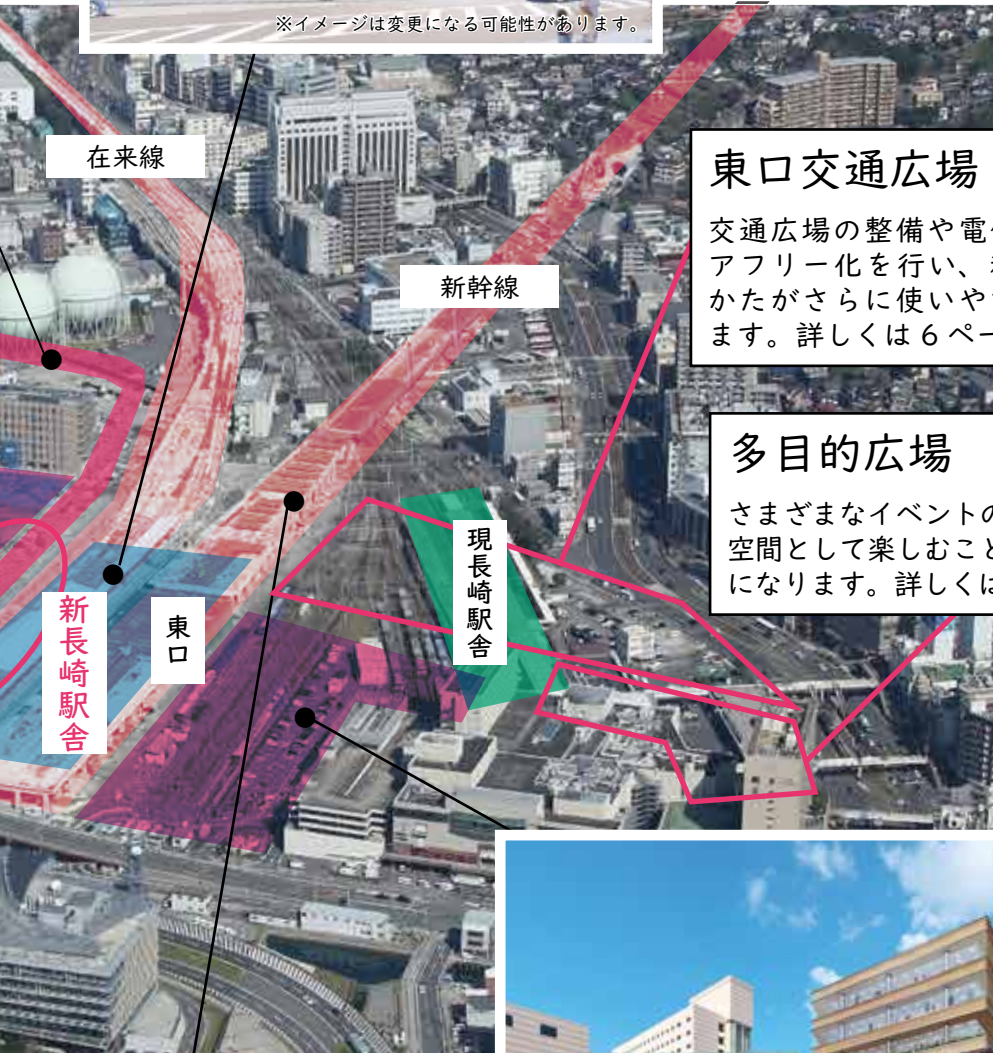 ※イメージは変更になる可能性があります。
在来線
新幹線
東口交通広場
交通広場の整備や電
アフリー化を行い、
かたがさらに使いや
ます。詳しくは6ペー
多目的広場
さまざまなイベントの
空間として楽しむこと
になります。詳しくは
現長崎駅舎
東口
新長崎駅舎